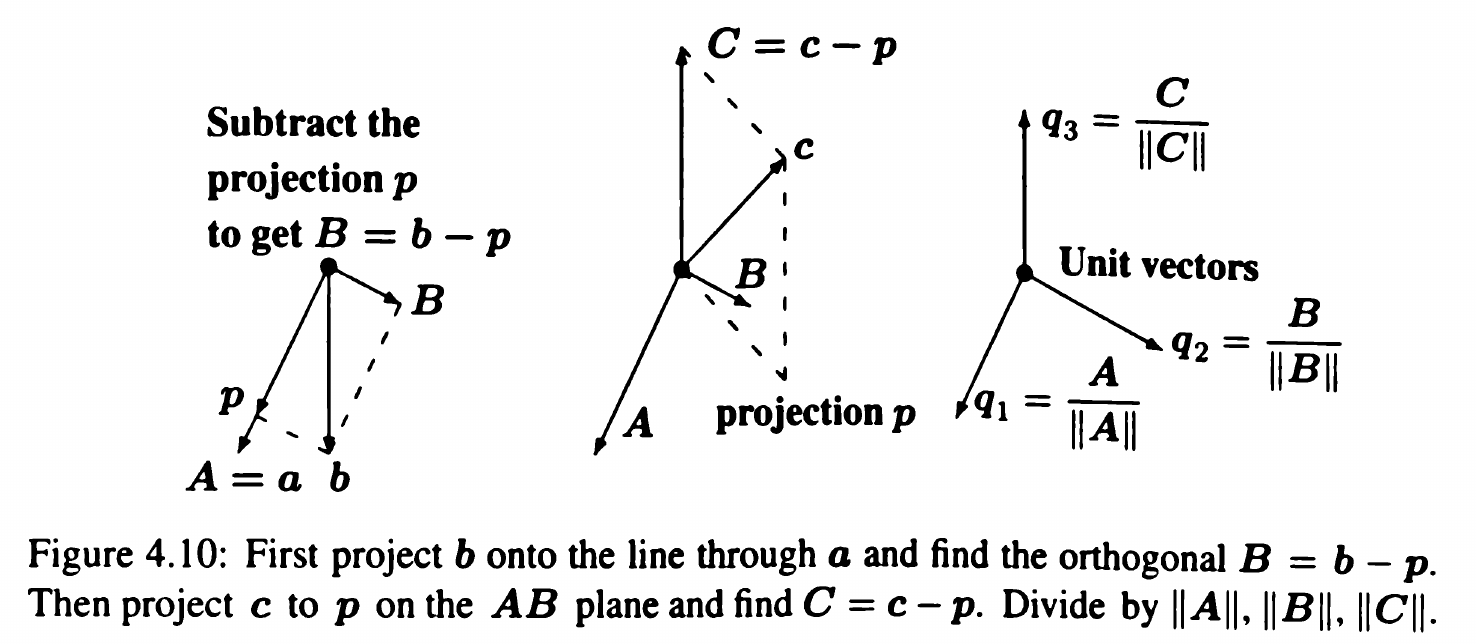 Subtract the
projection p
to get B = b − p
B
p
A = a b
C = c − p
c
B
A
projection p
q₃ = C / ‖C‖
Unit vectors
q₂ = B / ‖B‖
q₁ = A / ‖A‖
Figure 4.10: First project b onto the line through a and find the orthogonal B = b − p.
Then project c to p on the AB plane and find C = c − p. Divide by ‖A‖, ‖B‖, ‖C‖.